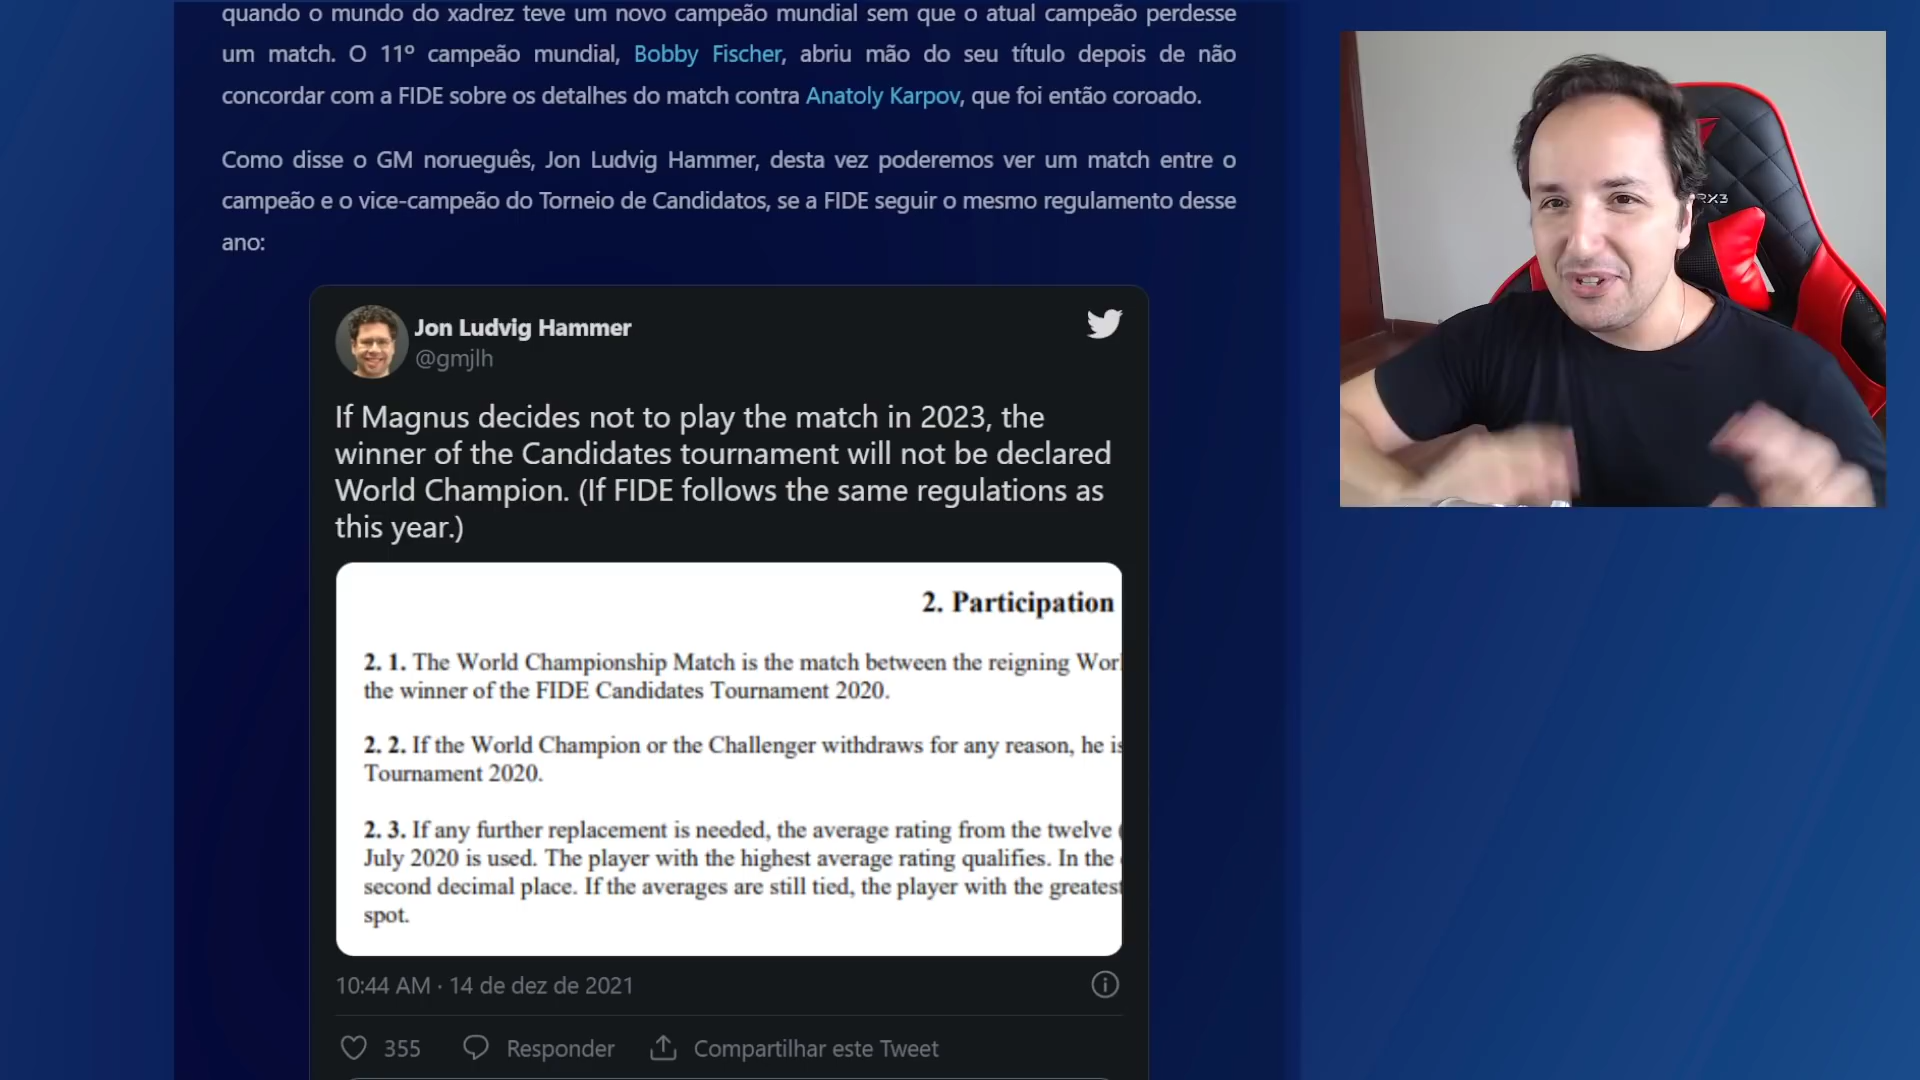 quando o mundo do xadrez teve um novo campeão mundial sem que o atual campeão perdesse
um match. O 11º campeão mundial, Bobby Fischer, abriu mão do seu título depois de não
concordar com a FIDE sobre os detalhes do match contra Anatoly Karpov, que foi então coroado.
Como disse o GM norueguês, Jon Ludvig Hammer, desta vez poderemos ver um match entre o
campeão e o vice-campeão do Torneio de Candidatos, se a FIDE seguir o mesmo regulamento desse
ano:
Jon Ludvig Hammer
@gmjlh
If Magnus decides not to play the match in 2023, the
winner of the Candidates tournament will not be declared
World Champion. (If FIDE follows the same regulations as
this year.)
2. Participation
2. 1. The World Championship Match is the match between the reigning Worl
the winner of the FIDE Candidates Tournament 2020.
2. 2. If the World Champion or the Challenger withdraws for any reason, he is
Tournament 2020.
2. 3. If any further replacement is needed, the average rating from the twelve (
July 2020 is used. The player with the highest average rating qualifies. In the
second decimal place. If the averages are still tied, the player with the greatest
spot.
10:44 AM · 14 de dez de 2021
355 Responder Compartilhar este Tweet
RX3